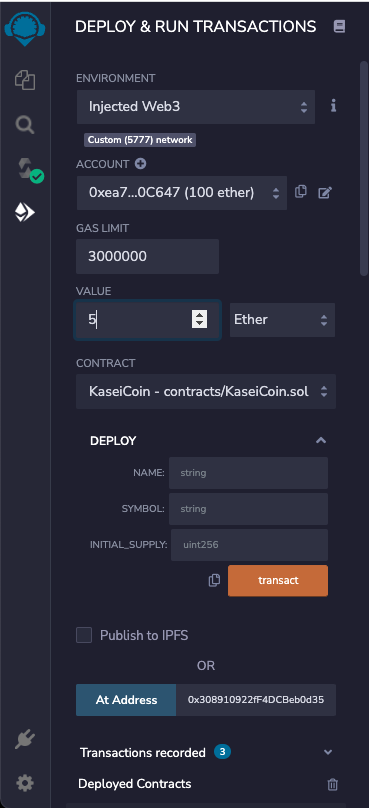 DEPLOY & RUN TRANSACTIONS
ENVIRONMENT
Injected Web3
i
Custom (5777) network
ACCOUNT
0xea7...0C647 (100 ether)
GAS LIMIT
3000000
VALUE
5
Ether
CONTRACT
KaseiCoin - contracts/KaseiCoin.sol
DEPLOY
NAME: string
SYMBOL: string
INITIAL_SUPPLY: uint256
transact
Publish to IPFS
OR
At Address 0x308910922fF4DCBeb0d35
Transactions recorded 3
Deployed Contracts